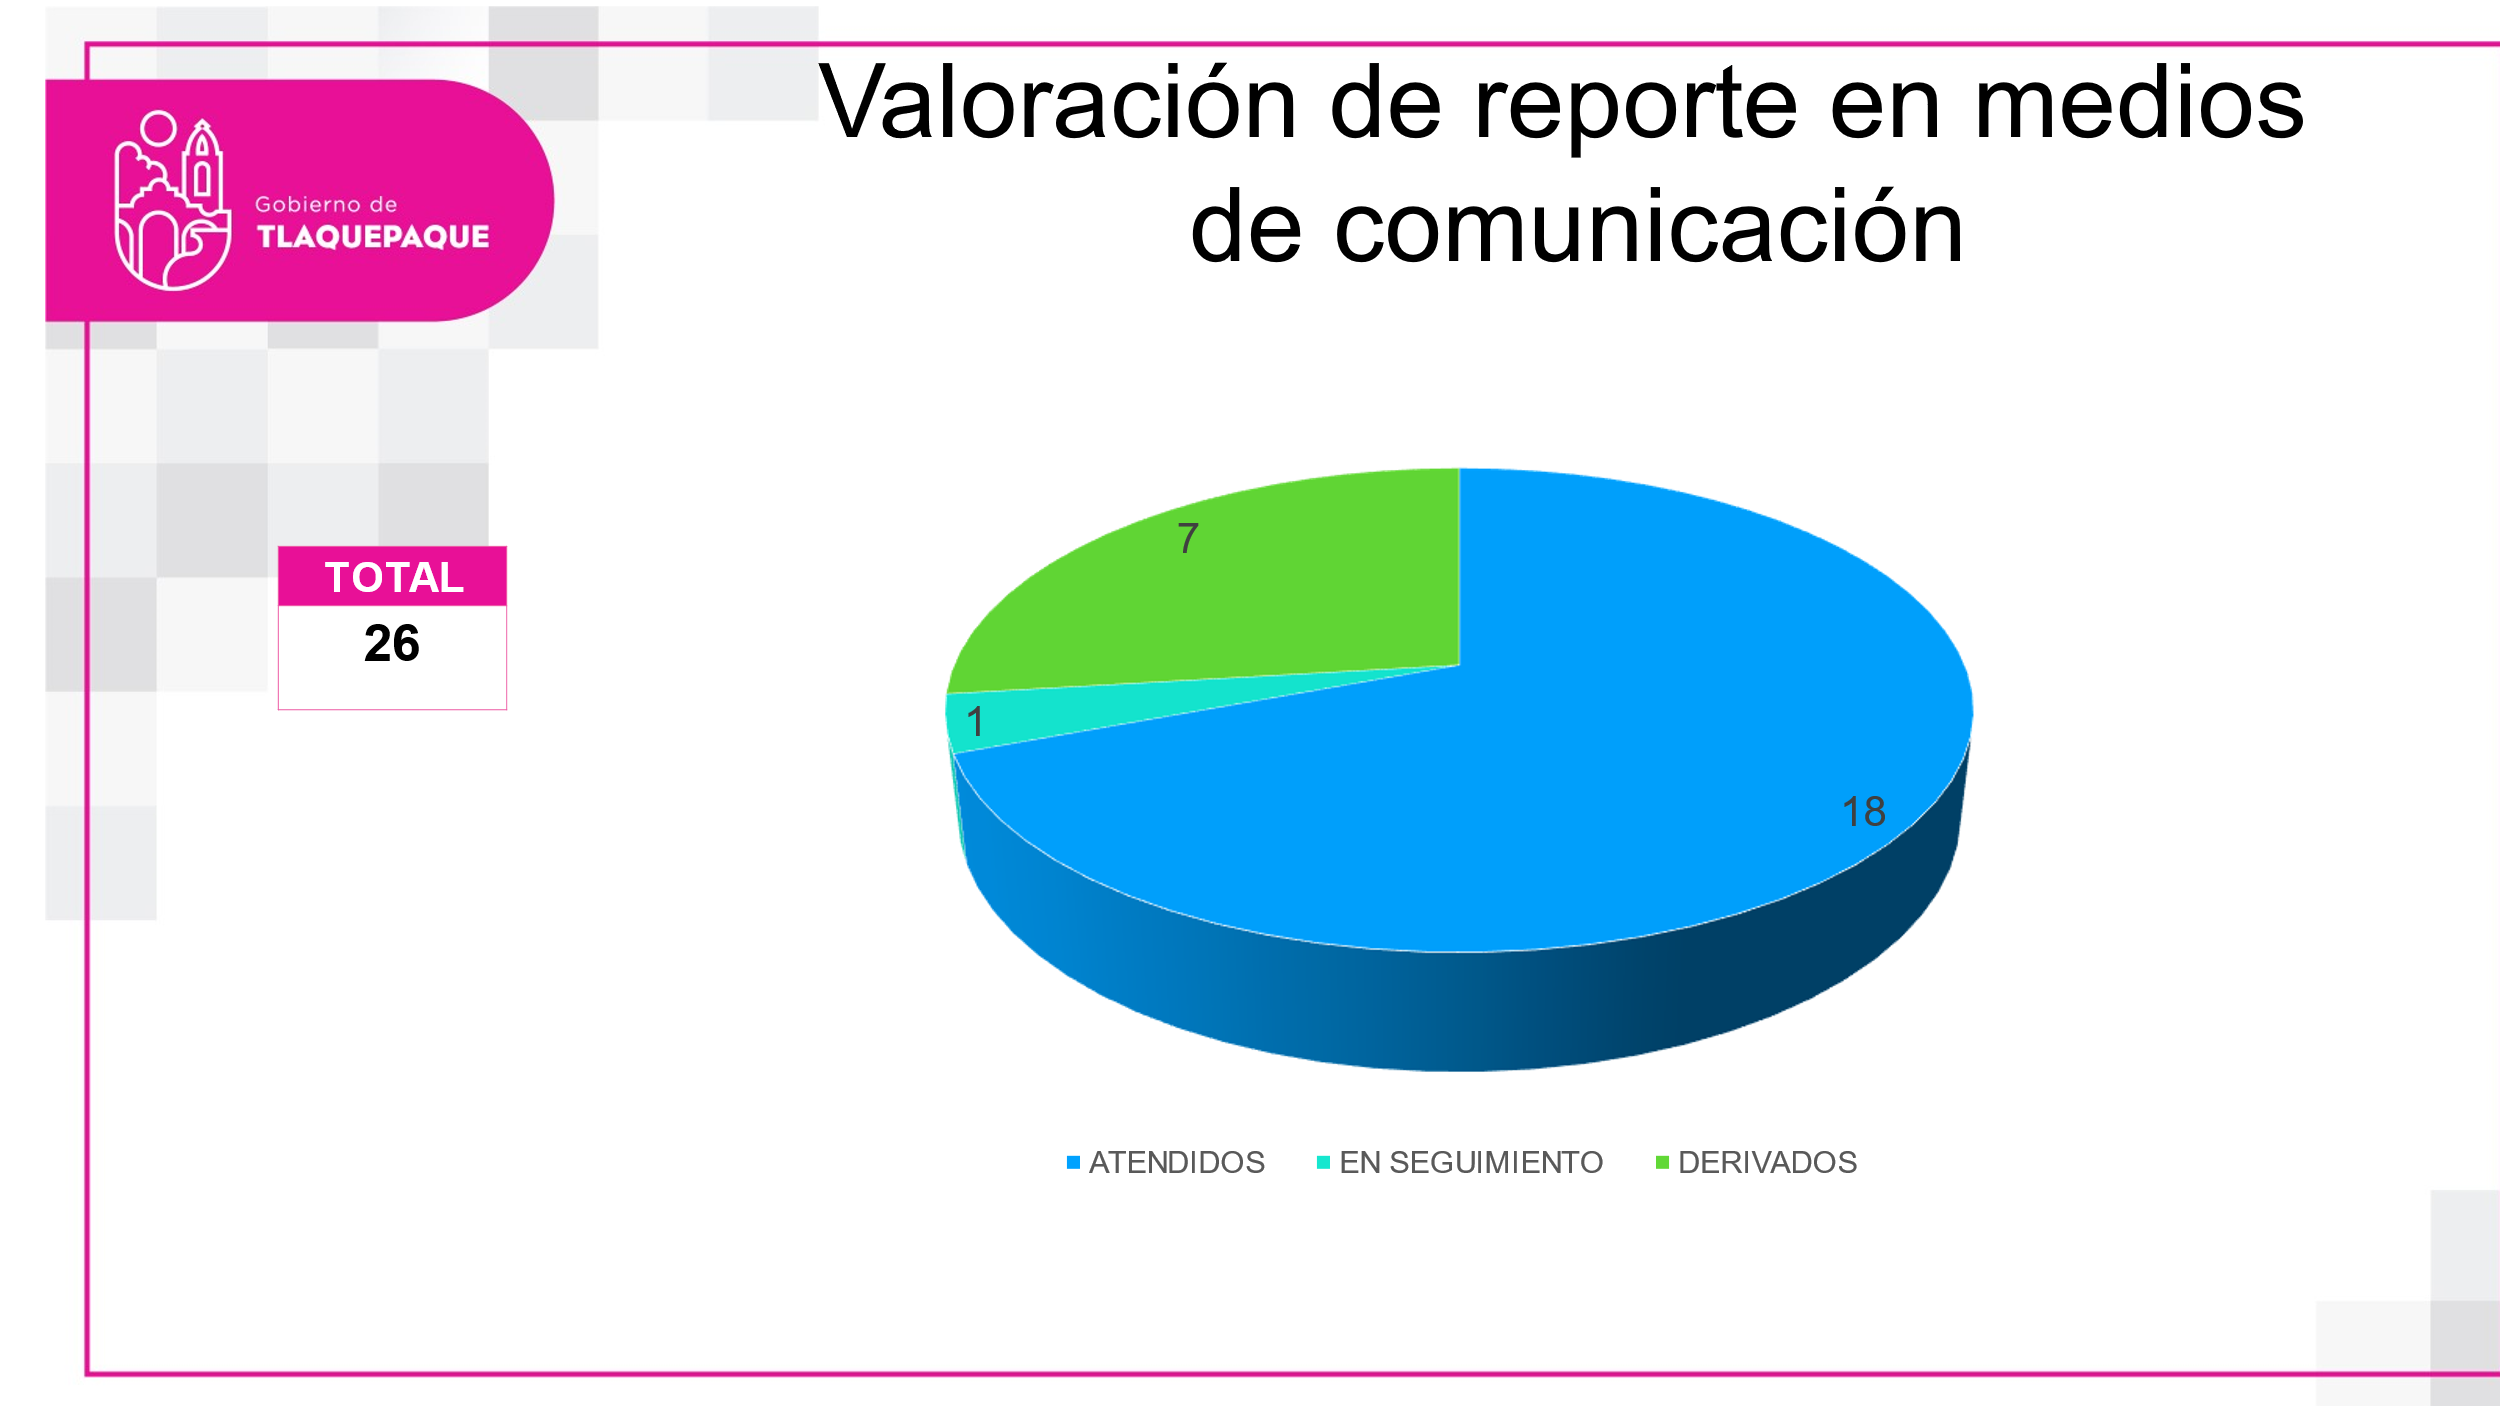 Valoración de reporte en medios
de comunicación
Gobierno de
TLAQUEPAQUE
TOTAL
26
7
1
18
ATENDIDOS
EN SEGUIMIENTO
DERIVADOS